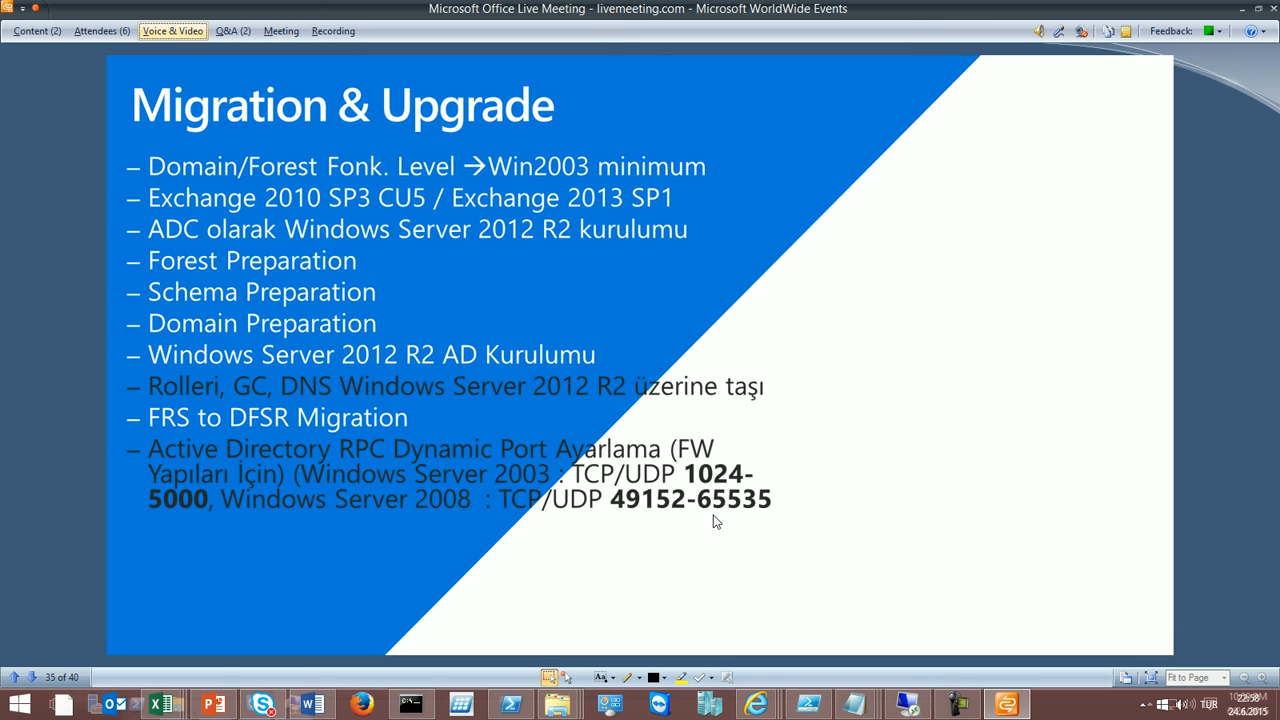 Microsoft Office Live Meeting - livemeeting.com - Microsoft WorldWide Events
Content (2) Attendees (6) Voice & Video Q&A (2) Meeting Recording Feedback:
Migration & Upgrade
– Domain/Forest Fonk. Level →Win2003 minimum
– Exchange 2010 SP3 CU5 / Exchange 2013 SP1
– ADC olarak Windows Server 2012 R2 kurulumu
– Forest Preparation
– Schema Preparation
– Domain Preparation
– Windows Server 2012 R2 AD Kurulumu
– Rolleri, GC, DNS Windows Server 2012 R2 üzerine taşı
– FRS to DFSR Migration
– Active Directory RPC Dynamic Port Ayarlama (FW
Yapıları İçin) (Windows Server 2003 : TCP/UDP 1024-
5000, Windows Server 2008 : TCP/UDP 49152-65535
35 of 40 Aa Fit to Page
TUR
24.6.2015